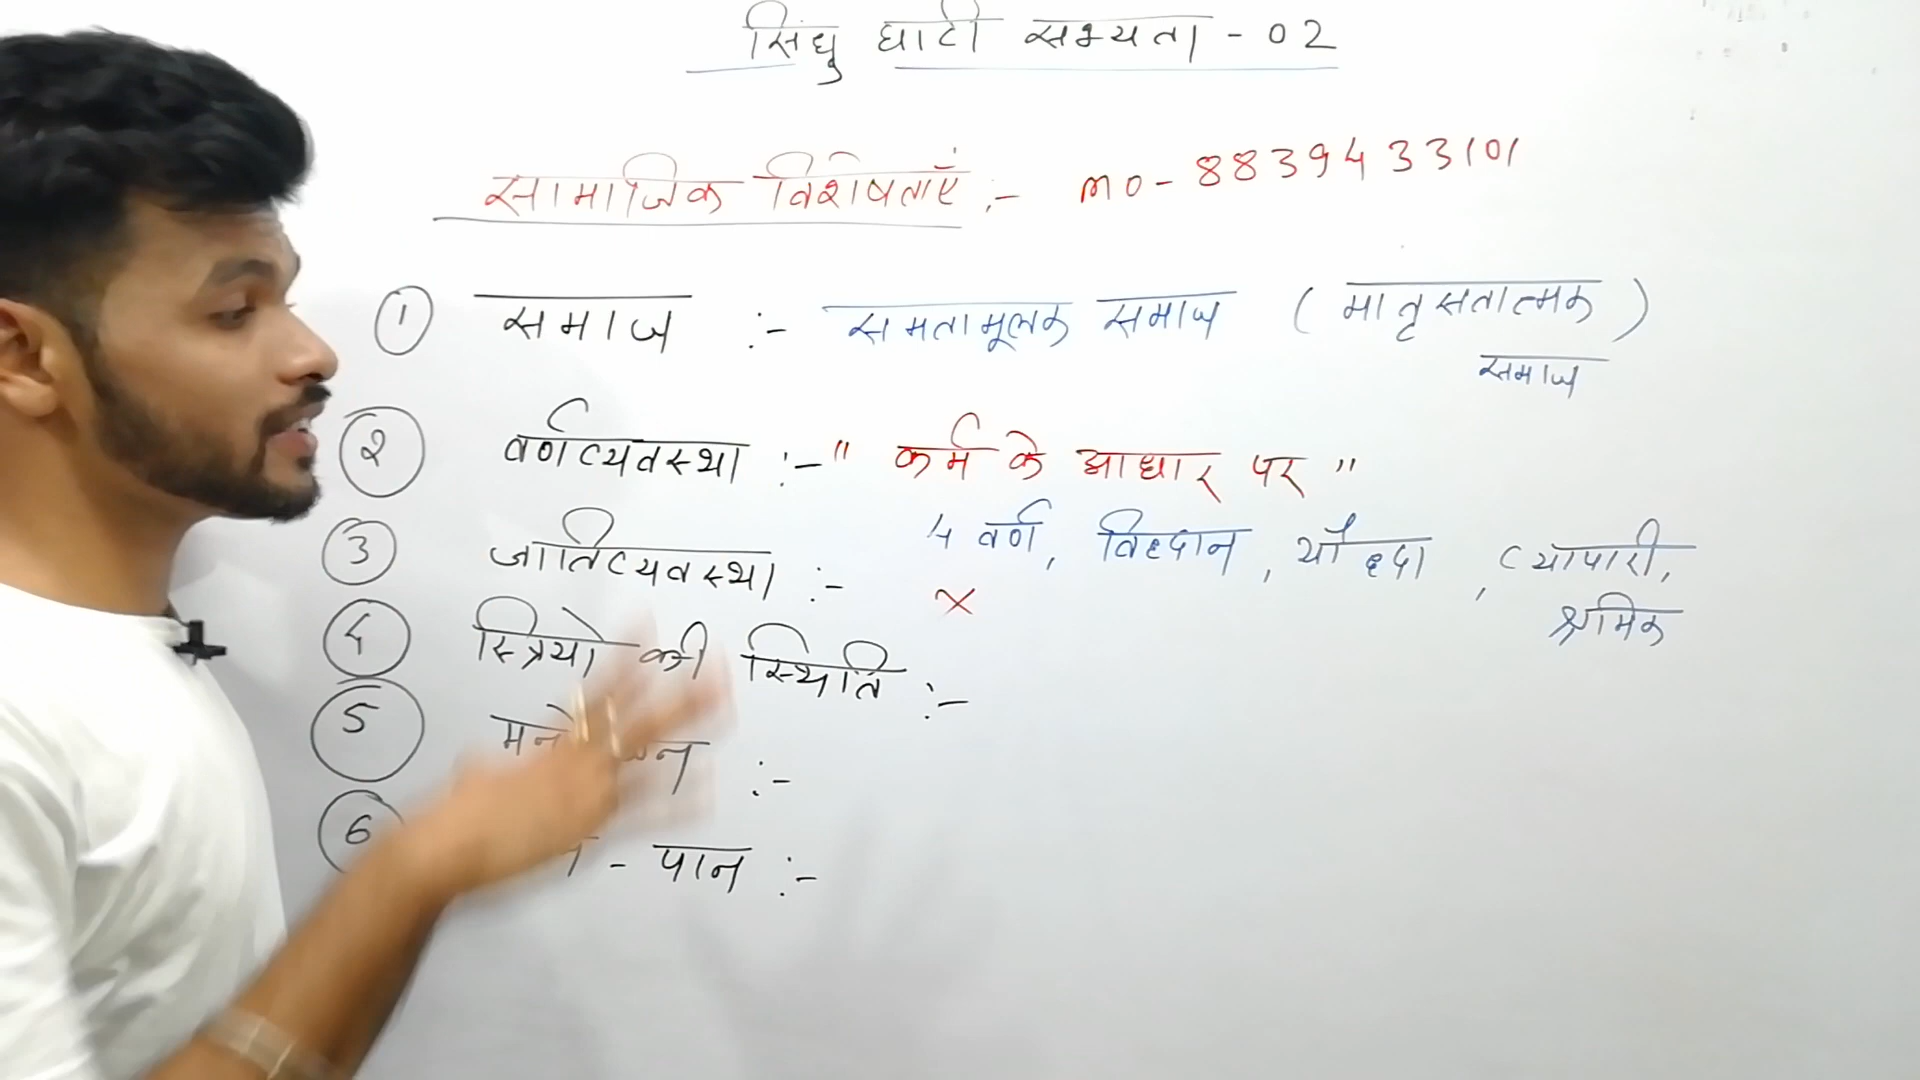 सिंधु घाटी सभ्यता - 02
सामाजिक विशेषताएं :- mo - 8839433101
① समाज :- समतामूलक समाज (मातृसतात्मक)
समाज
② वर्णव्यवस्था :- " कर्म के आधार पर "
4 वर्ण, विद्दान, यौद्दा, व्यापारी,
श्रमिक
③ जातिव्यवस्था :- ×
④ स्त्रियो की स्थिति :-
⑤ :-
⑥ - पान :-